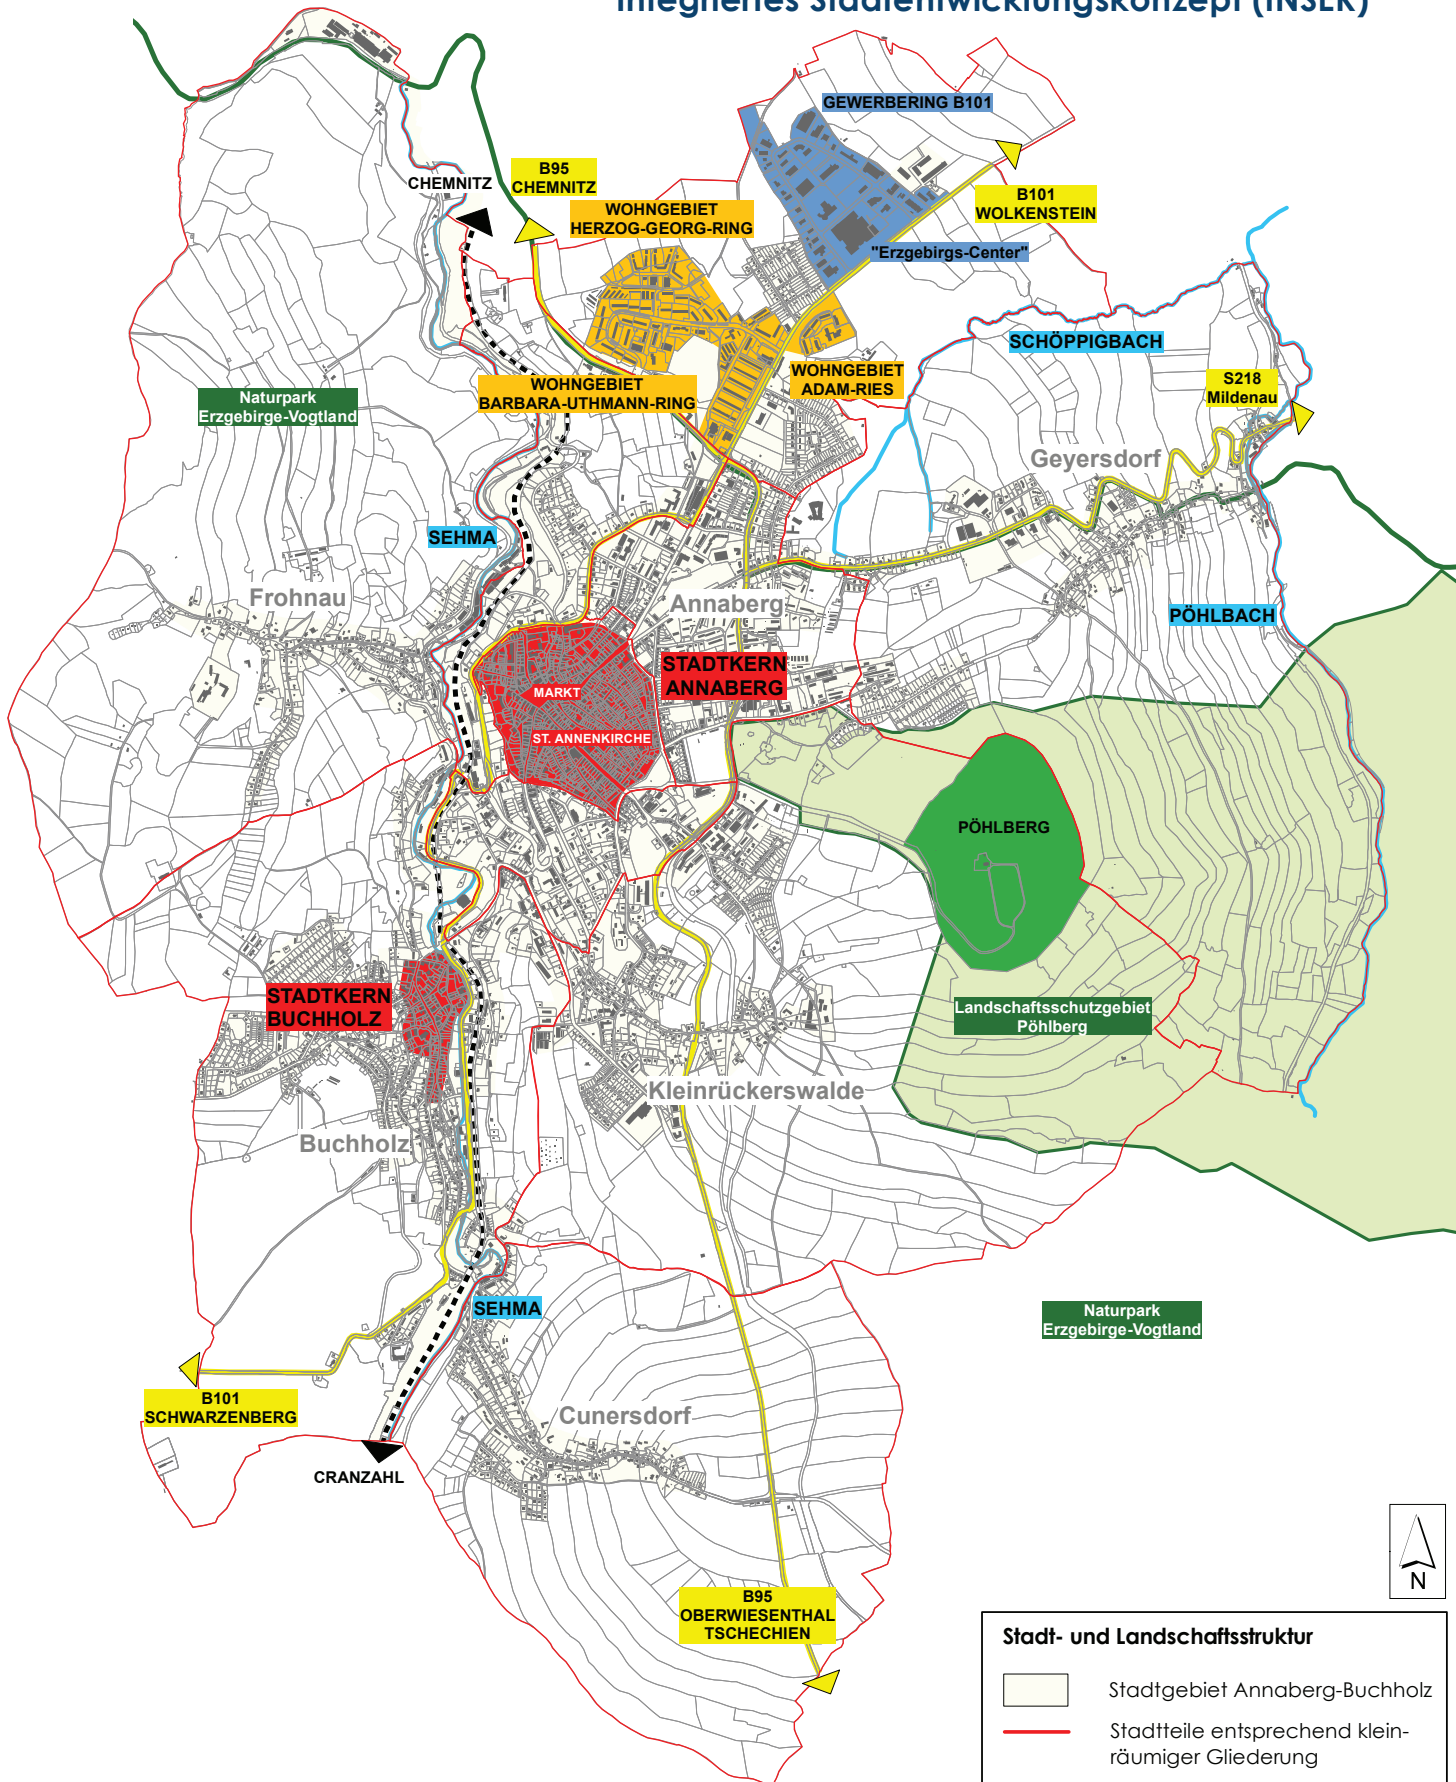 Integriertes Stadtentwicklungskonzept (INSEK)
GEWERBERING B101
B95
CHEMNITZ
CHEMNITZ
B101
WOLKENSTEIN
WOHNGEBIET
HERZOG-GEORG-RING
"Erzgebirgs-Center"
SCHÖPPIGBACH
WOHNGEBIET
BARBARA-UTHMANN-RING
WOHNGEBIET
ADAM-RIES
S218
Mildenau
Naturpark
Erzgebirge-Vogtland
Geyersdorf
SEHMA
Frohnau
Annaberg
PÖHLBACH
STADTKERN
ANNABERG
MARKT
ST. ANNENKIRCHE
PÖHLBERG
STADTKERN
BUCHHOLZ
Landschaftsschutzgebiet
Pöhlberg
Kleinrückerswalde
Buchholz
SEHMA
Naturpark
Erzgebirge-Vogtland
B101
SCHWARZENBERG
Cunersdorf
CRANZAHL
B95
OBERWIESENTHAL
TSCHECHIEN
N
Stadt- und Landschaftsstruktur
Stadtgebiet Annaberg-Buchholz
Stadtteile entsprechend klein-
räumiger Gliederung